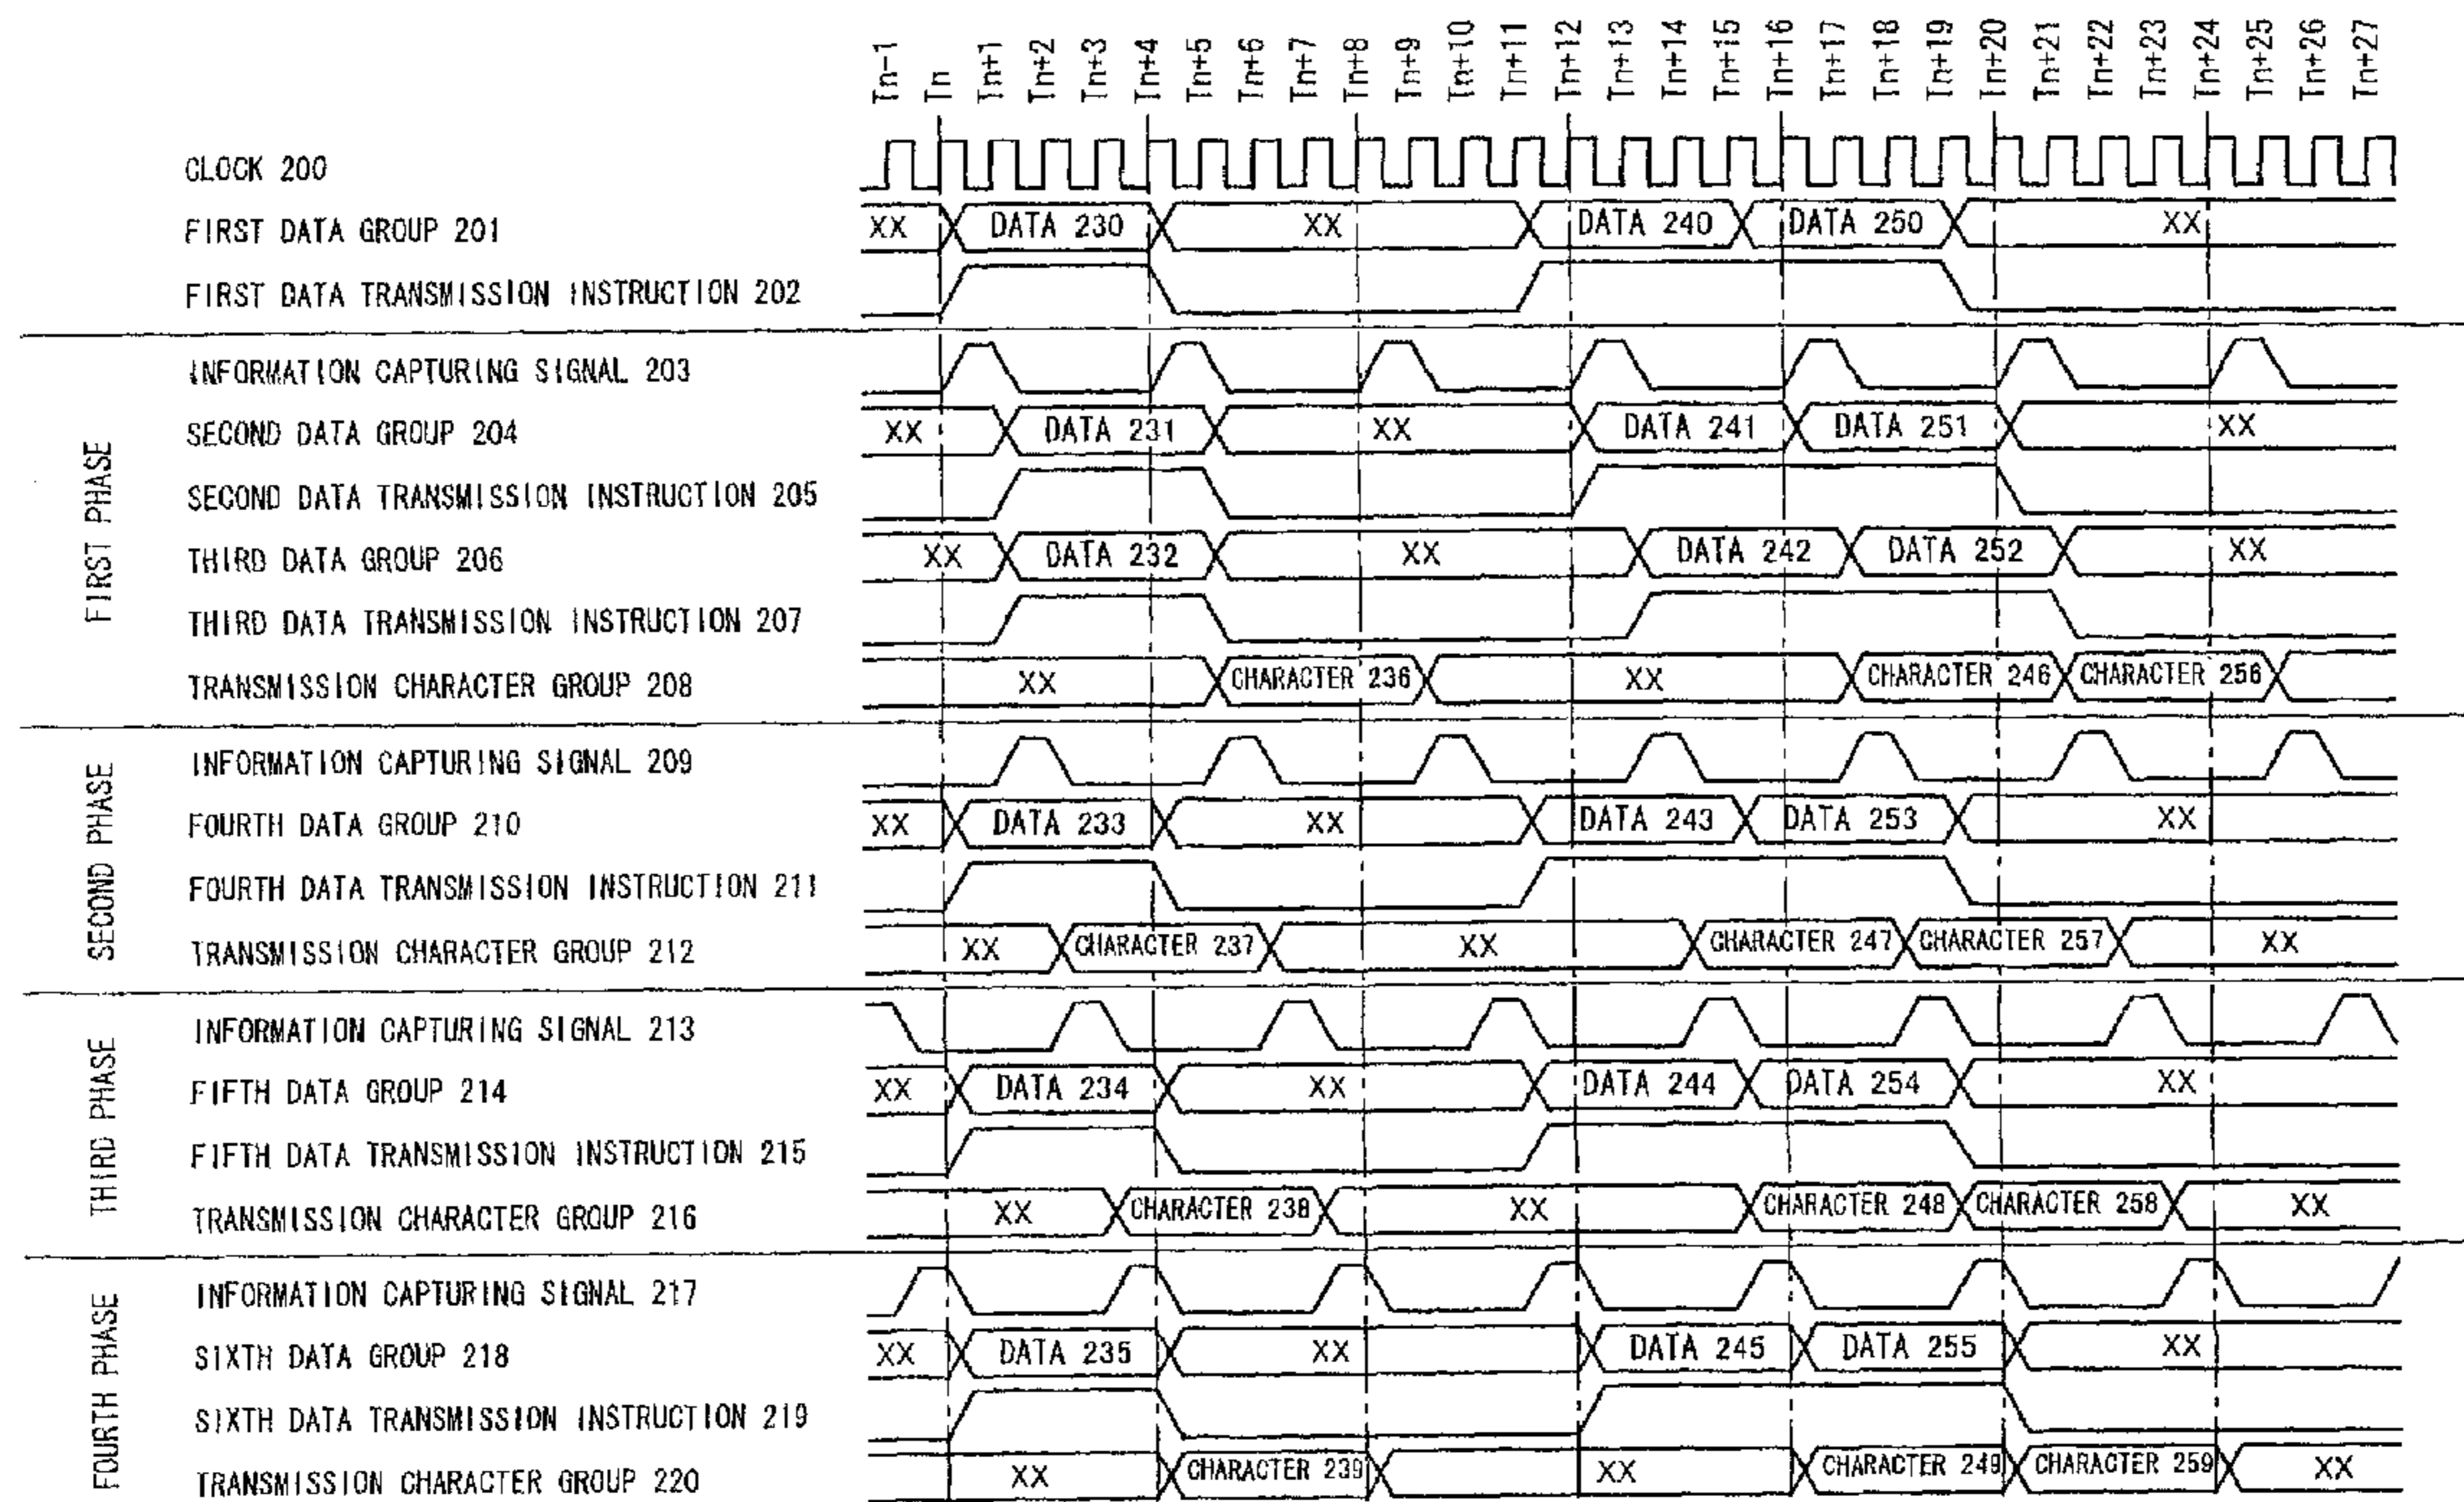 Tn-1 Tn Tn+1 Tn+2 Tn+3 Tn+4 Tn+5 Tn+6 Tn+7 Tn+8 Tn+9 Tn+10 Tn+11 Tn+12 Tn+13 Tn+14 Tn+15 Tn+16 Tn+17 Tn+18 Tn+19 Tn+20 Tn+21 Tn+22 Tn+23 Tn+24 Tn+25 Tn+26 Tn+27
CLOCK 200
FIRST DATA GROUP 201 XX DATA 230 XX DATA 240 DATA 250 XX
FIRST DATA TRANSMISSION INSTRUCTION 202
FIRST PHASE
INFORMATION CAPTURING SIGNAL 203
SECOND DATA GROUP 204 XX DATA 231 XX DATA 241 DATA 251 XX
SECOND DATA TRANSMISSION INSTRUCTION 205
THIRD DATA GROUP 206 XX DATA 232 XX DATA 242 DATA 252 XX
THIRD DATA TRANSMISSION INSTRUCTION 207
TRANSMISSION CHARACTER GROUP 208 XX CHARACTER 236 XX CHARACTER 246 CHARACTER 256 XX
SECOND PHASE
INFORMATION CAPTURING SIGNAL 209
FOURTH DATA GROUP 210 XX DATA 233 XX DATA 243 DATA 253 XX
FOURTH DATA TRANSMISSION INSTRUCTION 211
TRANSMISSION CHARACTER GROUP 212 XX CHARACTER 237 XX CHARACTER 247 CHARACTER 257 XX
THIRD PHASE
INFORMATION CAPTURING SIGNAL 213
FIFTH DATA GROUP 214 XX DATA 234 XX DATA 244 DATA 254 XX
FIFTH DATA TRANSMISSION INSTRUCTION 215
TRANSMISSION CHARACTER GROUP 216 XX CHARACTER 238 XX CHARACTER 248 CHARACTER 258 XX
FOURTH PHASE
INFORMATION CAPTURING SIGNAL 217
SIXTH DATA GROUP 218 XX DATA 235 XX DATA 245 DATA 255 XX
SIXTH DATA TRANSMISSION INSTRUCTION 219
TRANSMISSION CHARACTER GROUP 220 XX CHARACTER 239 XX CHARACTER 249 CHARACTER 259 XX